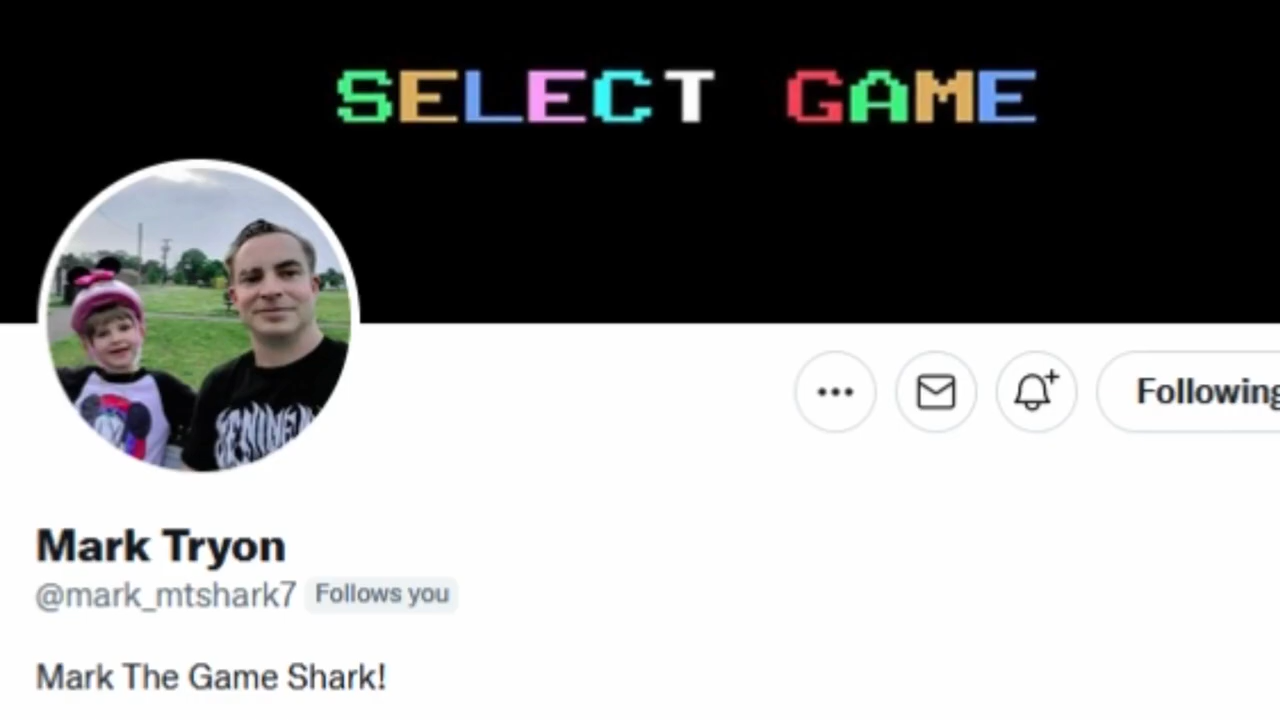 SELECT GAME
Following
Mark Tryon
@mark_mtshark7 Follows you
Mark The Game Shark!